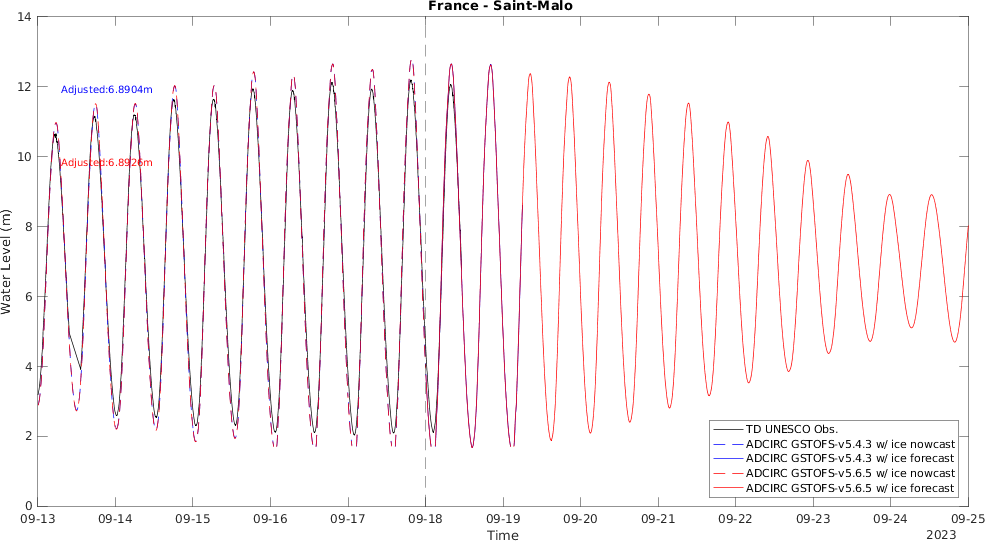 France - Saint-Malo
14
12
10
8
6
4
2
0
Water Level (m)
Adjusted:6.8904m
Adjusted:6.8926m
TD UNESCO Obs.
ADCIRC GSTOFS-v5.4.3 w/ ice nowcast
ADCIRC GSTOFS-v5.4.3 w/ ice forecast
ADCIRC GSTOFS-v5.6.5 w/ ice nowcast
ADCIRC GSTOFS-v5.6.5 w/ ice forecast
09-13 09-14 09-15 09-16 09-17 09-18 09-19 09-20 09-21 09-22 09-23 09-24 09-25
Time
2023